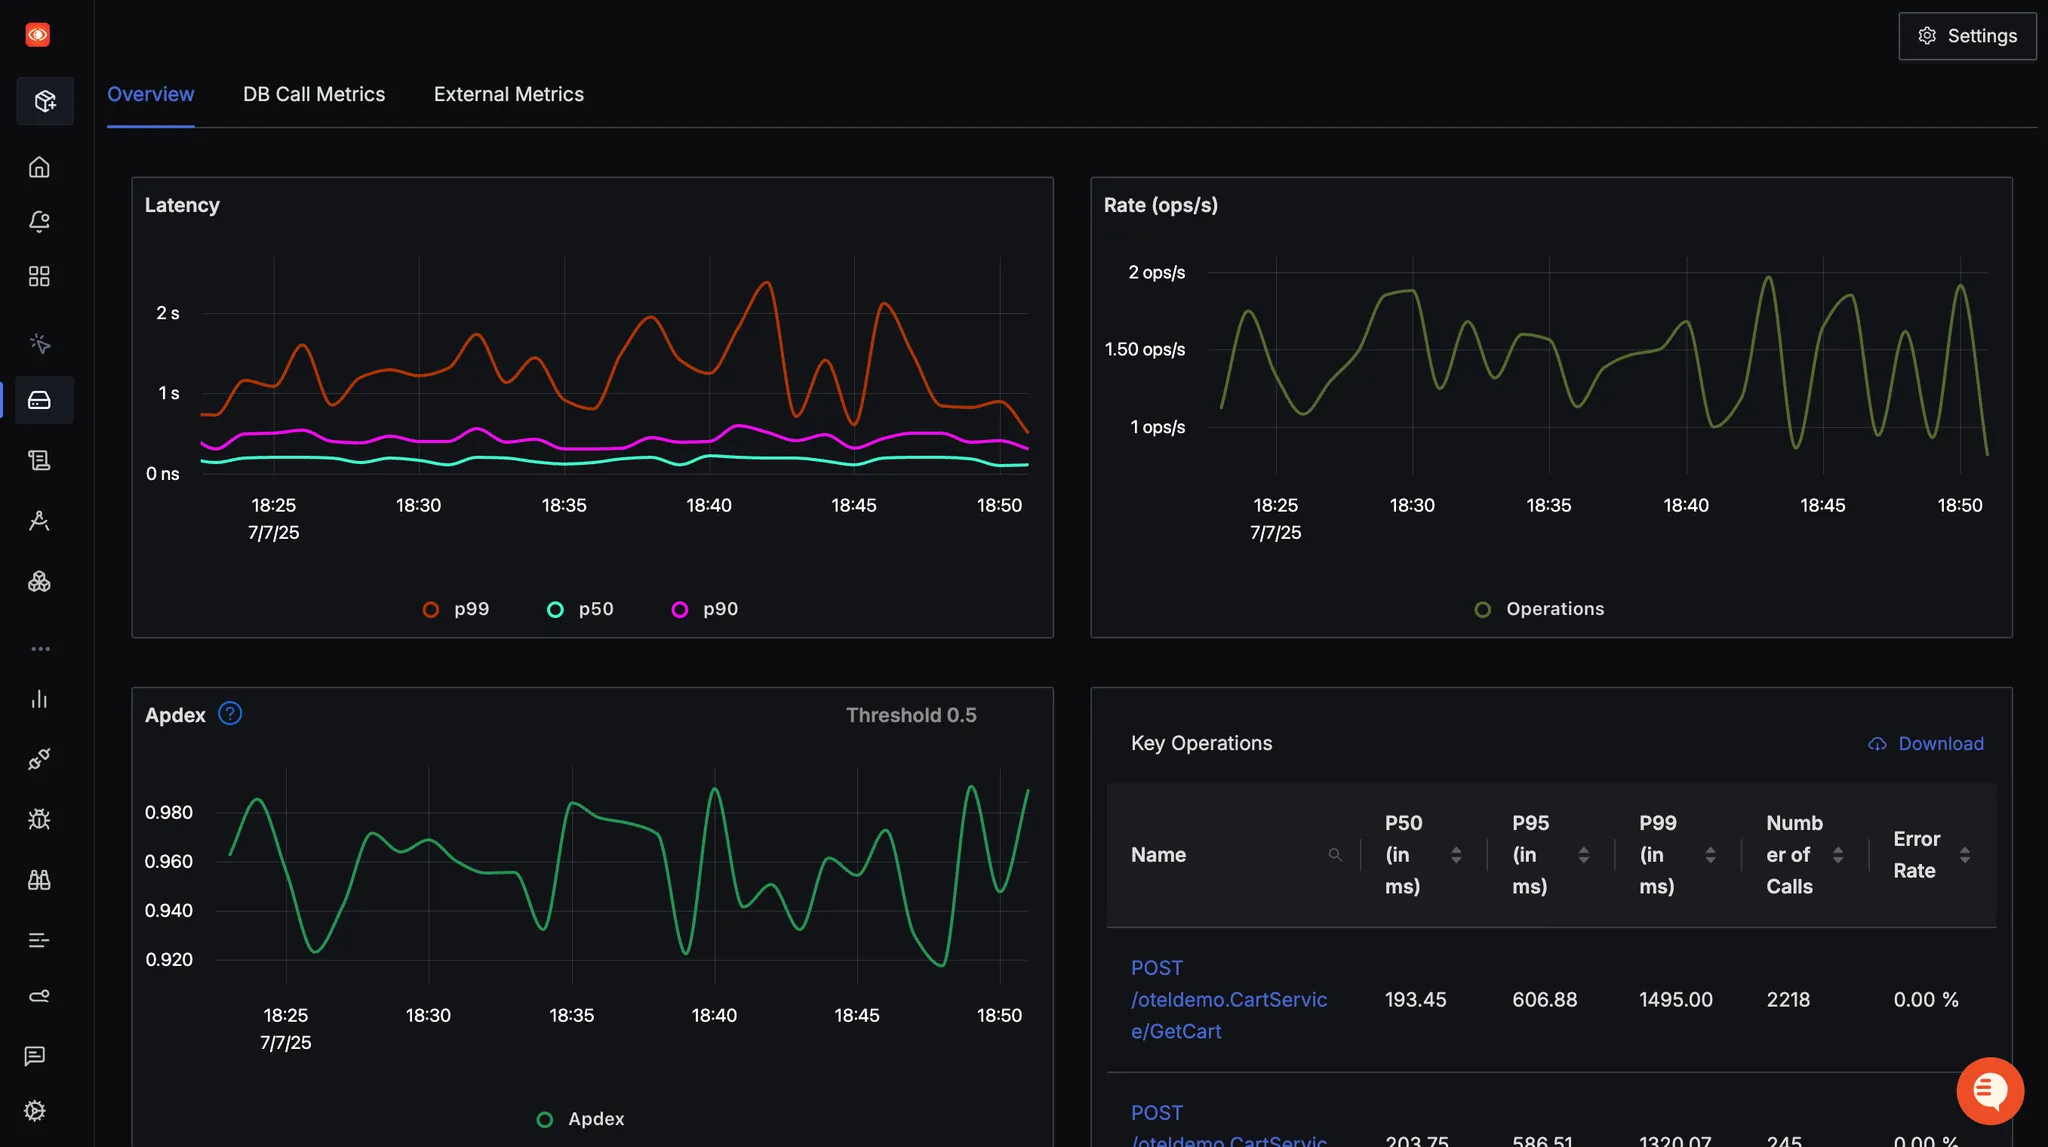 Settings
Overview
DB Call Metrics
External Metrics
Latency
2 s
1 s
0 ns
18:25
18:30
18:35
18:40
18:45
18:50
7/7/25
p99
p50
p90
Rate (ops/s)
2 ops/s
1.50 ops/s
1 ops/s
18:25
18:30
18:35
18:40
18:45
18:50
7/7/25
Operations
Apdex
?
Threshold 0.5
0.980
0.960
0.940
0.920
18:25
18:30
18:35
18:40
18:45
18:50
7/7/25
Apdex
Key Operations
Download
Name
P50
(in
ms)
P95
(in
ms)
P99
(in
ms)
Numb
er of
Calls
Error
Rate
POST
/oteldemo.CartServic
e/GetCart
193.45
606.88
1495.00
2218
0.00 %
POST
/oteldemo.CartServic
203.75
586.51
1320.07
245
0.00 %